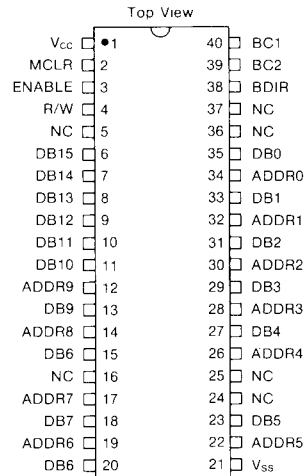 Top View
Vcc 1 40 BC1
MCLR 2 39 BC2
ENABLE 3 38 BDIR
R/W 4 37 NC
NC 5 36 NC
DB15 6 35 DB0
DB14 7 34 ADDR0
DB13 8 33 DB1
DB12 9 32 ADDR1
DB11 10 31 DB2
DB10 11 30 ADDR2
ADDR9 12 29 DB3
DB9 13 28 ADDR3
ADDR8 14 27 DB4
DB6 15 26 ADDR4
NC 16 25 NC
ADDR7 17 24 NC
DB7 18 23 DB5
ADDR6 19 22 ADDR5
DB6 20 21 Vss